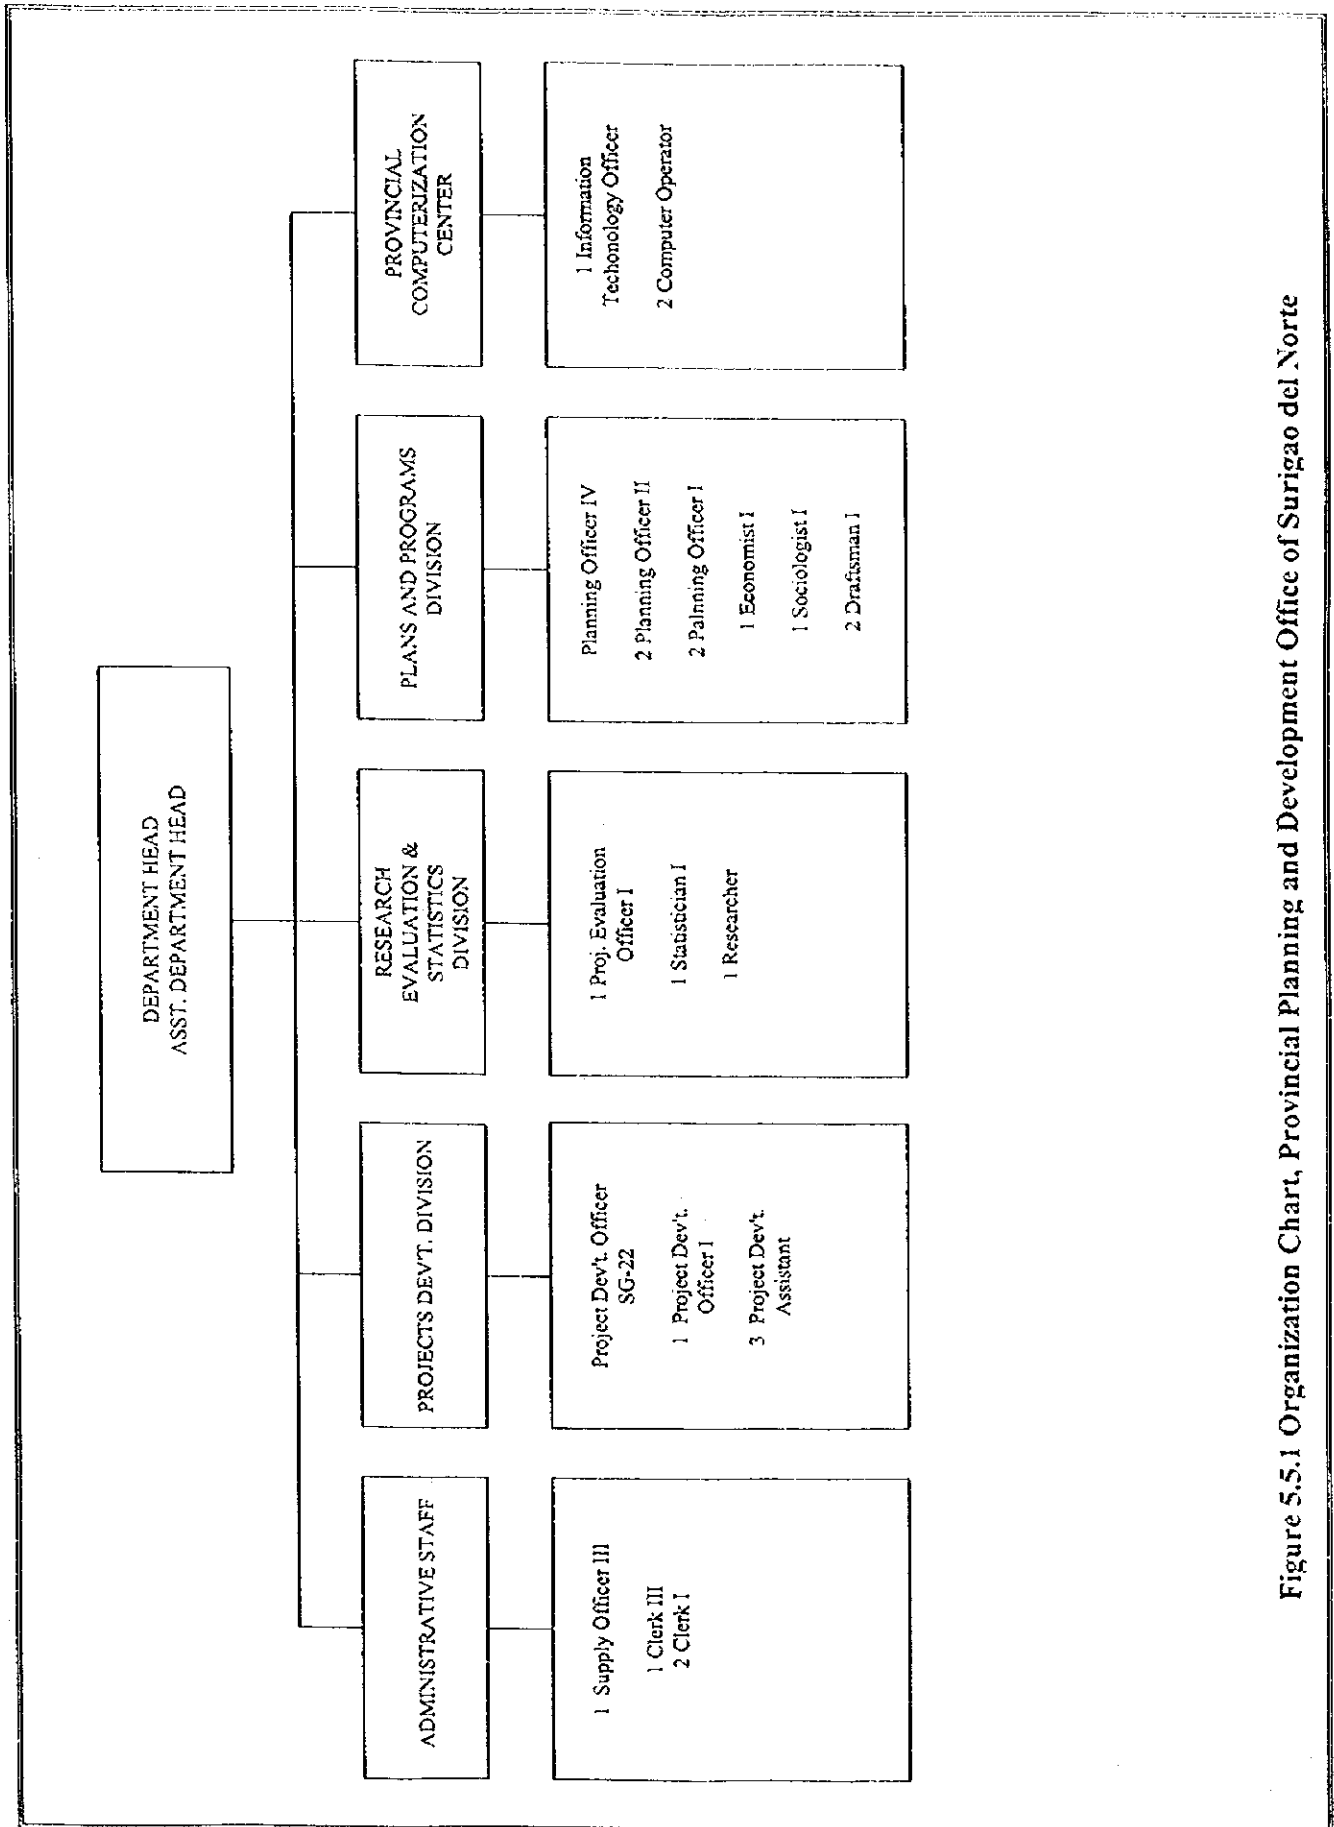 DEPARTMENT HEAD
ASST. DEPARTMENT HEAD
ADMINISTRATIVE STAFF
1 Supply Officer III
1 Clerk III
2 Clerk I
PROJECTS DEV'T. DIVISION
Project Dev't. Officer
SG-22
1 Project Dev't.
Officer I
3 Project Dev't.
Assistant
RESEARCH
EVALUATION &
STATISTICS
DIVISION
1 Proj. Evaluation
Officer I
1 Statistician I
1 Researcher
PLANS AND PROGRAMS
DIVISION
Planning Officer IV
2 Planning Officer II
2 Palnning Officer I
1 Economist I
1 Sociologist I
2 Draftsman I
PROVINCIAL
COMPUTERIZATION
CENTER
1 Information
Techonology Officer
2 Computer Operator
Figure 5.5.1 Organization Chart, Provincial Planning and Development Office of Surigao del Norte